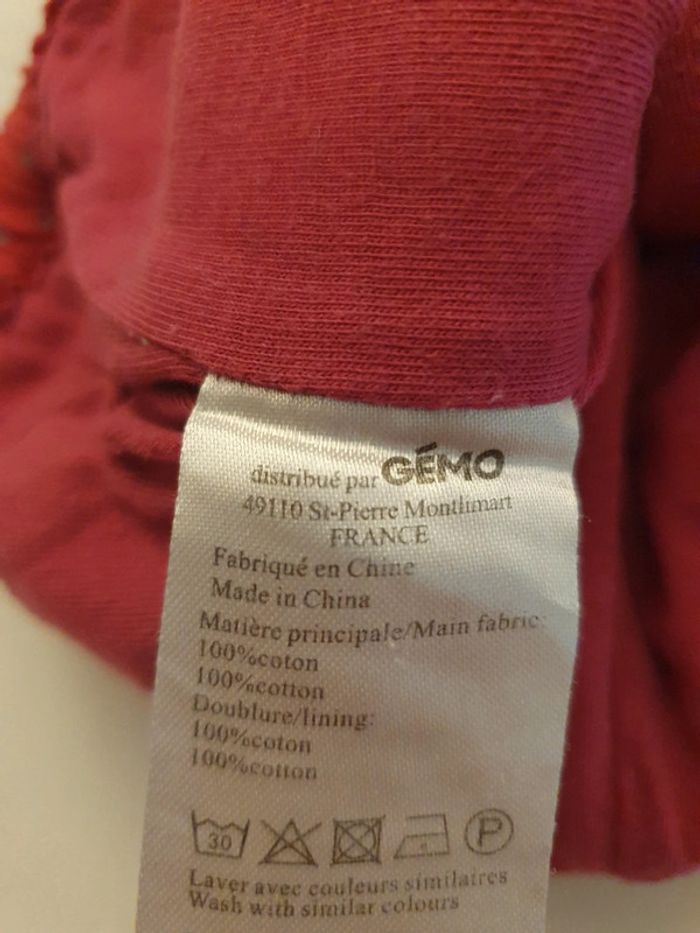 distribué par GÉMO
49110 St-Pierre Montlimart
FRANCE
Fabriqué en Chine
Made in China
Matière principale/Main fabric:
100%coton
100%cotton
Doublure/lining:
100%coton
100%cotton
30 P
Laver avec couleurs similaires
Wash with similar colours